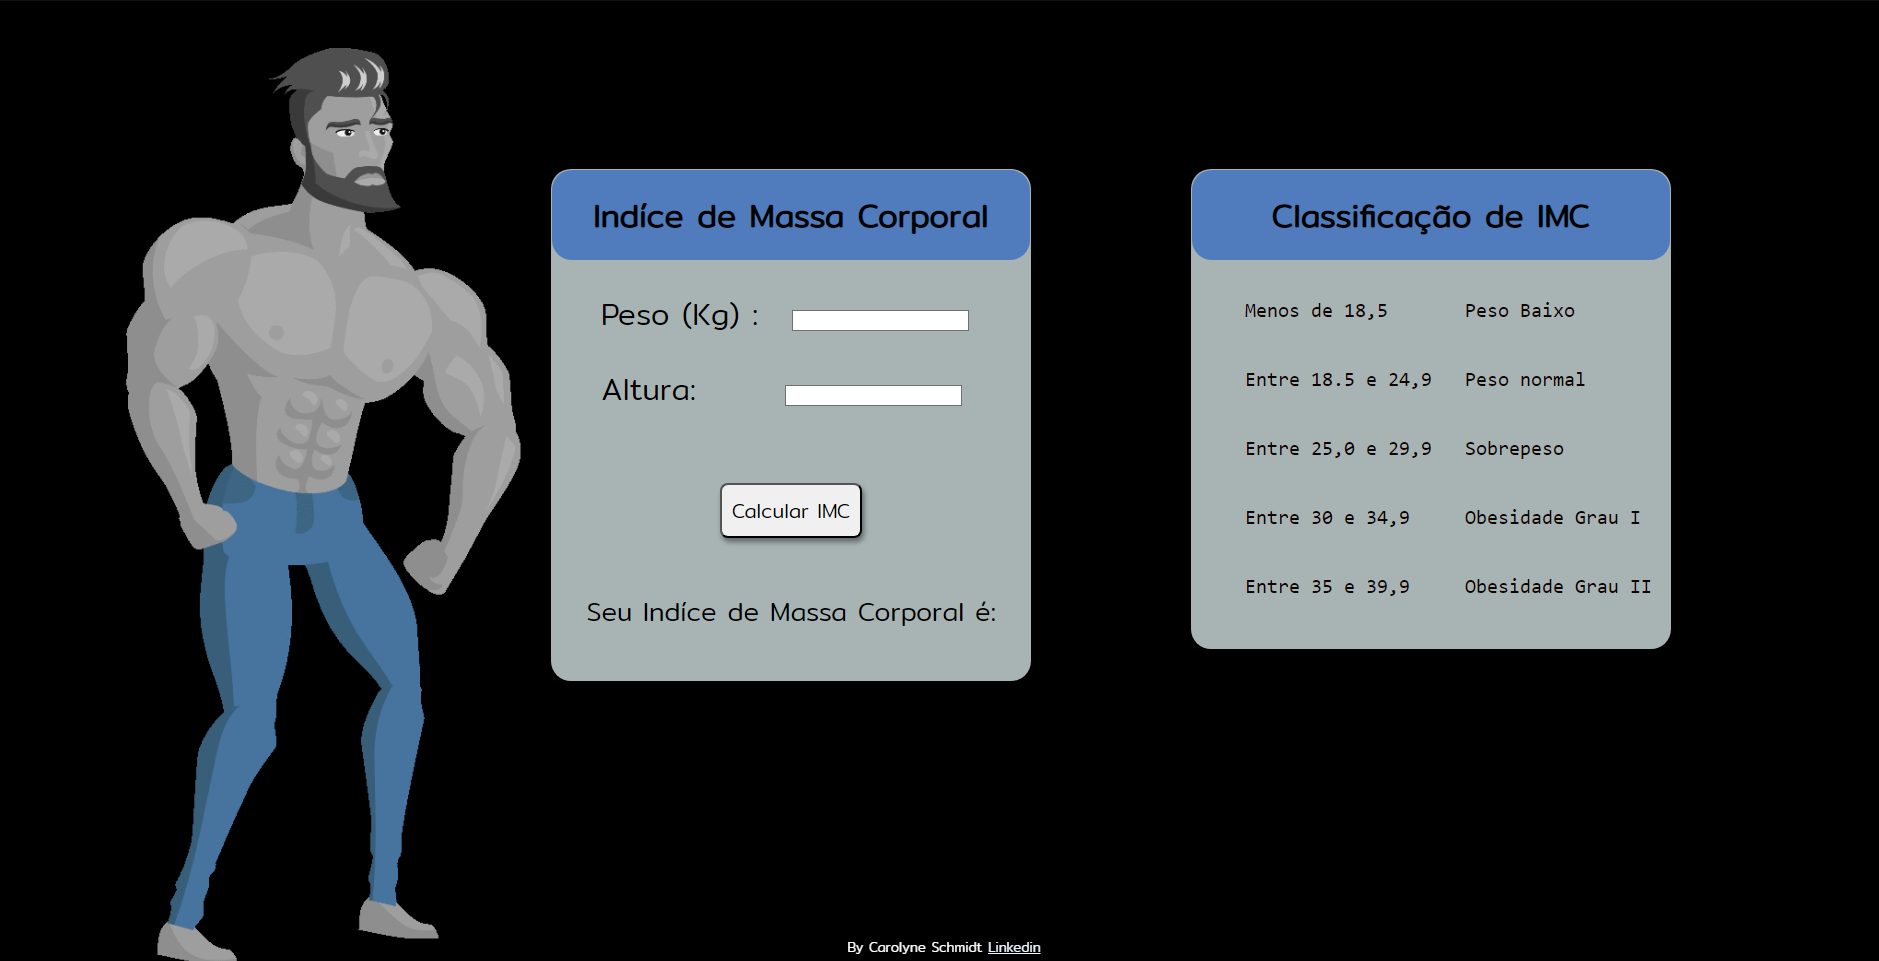 Indíce de Massa Corporal
Peso (Kg) :
Altura:
Calcular IMC
Seu Indíce de Massa Corporal é:
Classificação de IMC
Menos de 18,5 Peso Baixo
Entre 18.5 e 24,9 Peso normal
Entre 25,0 e 29,9 Sobrepeso
Entre 30 e 34,9 Obesidade Grau I
Entre 35 e 39,9 Obesidade Grau II
By Carolyne Schmidt Linkedin